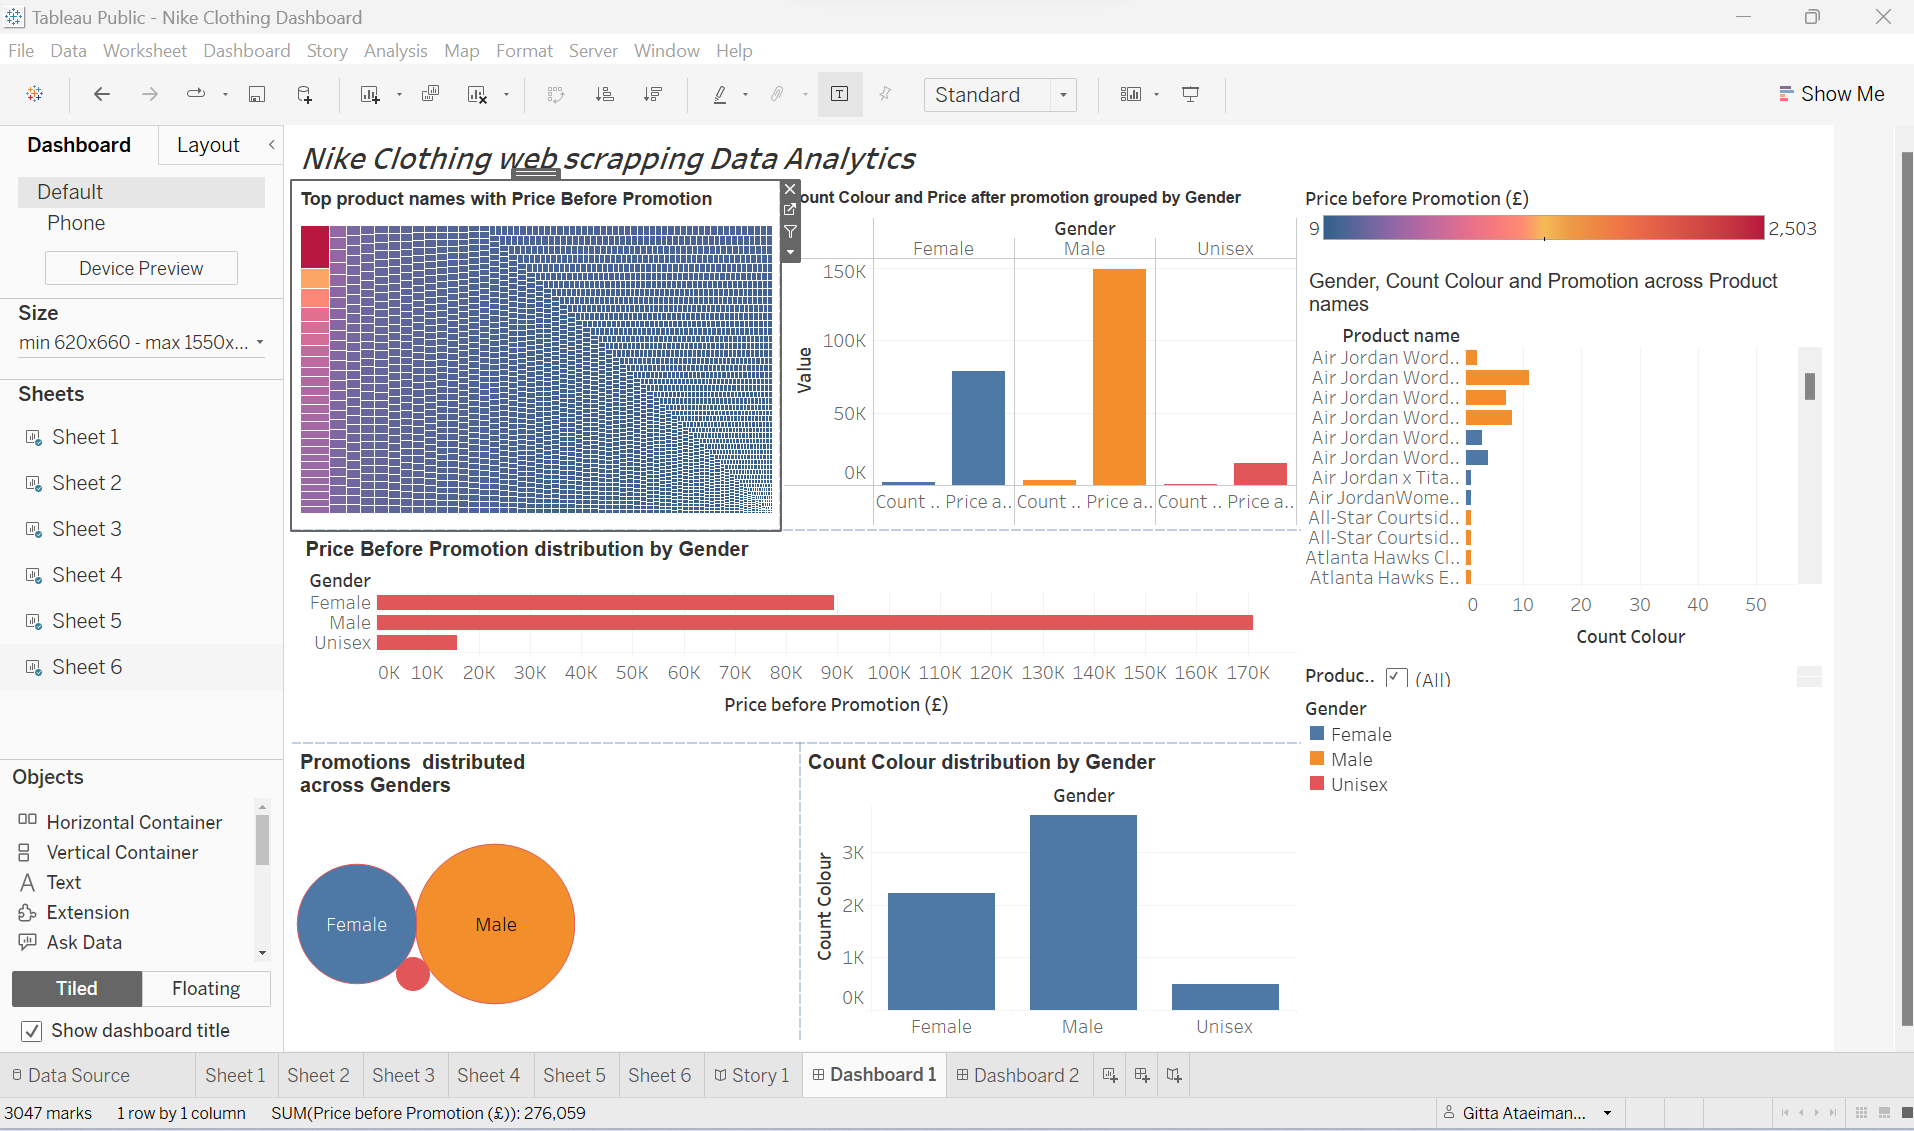 Tableau Public - Nike Clothing Dashboard
File Data Worksheet Dashboard Story Analysis Map Format Server Window Help
Standard
Show Me
Dashboard Layout
Default
Phone
Device Preview
Size
min 620x660 - max 1550x...
Sheets
Sheet 1
Sheet 2
Sheet 3
Sheet 4
Sheet 5
Sheet 6
Objects
Horizontal Container
Vertical Container
Text
Extension
Ask Data
Tiled Floating
Show dashboard title
Nike Clothing web scrapping Data Analytics
Top product names with Price Before Promotion
ount Colour and Price after promotion grouped by Gender
Gender
Female Male Unisex
150K
100K
50K
0K
Value
Count .. Price a.. Count .. Price a.. Count .. Price a..
Price before Promotion (£)
9 2,503
Gender, Count Colour and Promotion across Product
names
Product name
Air Jordan Word..
Air Jordan Word..
Air Jordan Word..
Air Jordan Word..
Air Jordan Word..
Air Jordan Word..
Air Jordan x Tita..
Air JordanWome..
All-Star Courtsid..
All-Star Courtsid..
Atlanta Hawks Cl..
Atlanta Hawks E..
0 10 20 30 40 50
Count Colour
Produc.. (All)
Gender
Female
Male
Unisex
Price Before Promotion distribution by Gender
Gender
Female
Male
Unisex
0K 10K 20K 30K 40K 50K 60K 70K 80K 90K 100K 110K 120K 130K 140K 150K 160K 170K
Price before Promotion (£)
Promotions distributed
across Genders
Female
Male
Count Colour distribution by Gender
Gender
3K
2K
1K
0K
Count Colour
Female Male Unisex
Data Source Sheet 1 Sheet 2 Sheet 3 Sheet 4 Sheet 5 Sheet 6 Story 1 Dashboard 1 Dashboard 2
3047 marks 1 row by 1 column SUM(Price before Promotion (£)): 276,059
Gitta Ataeiman...